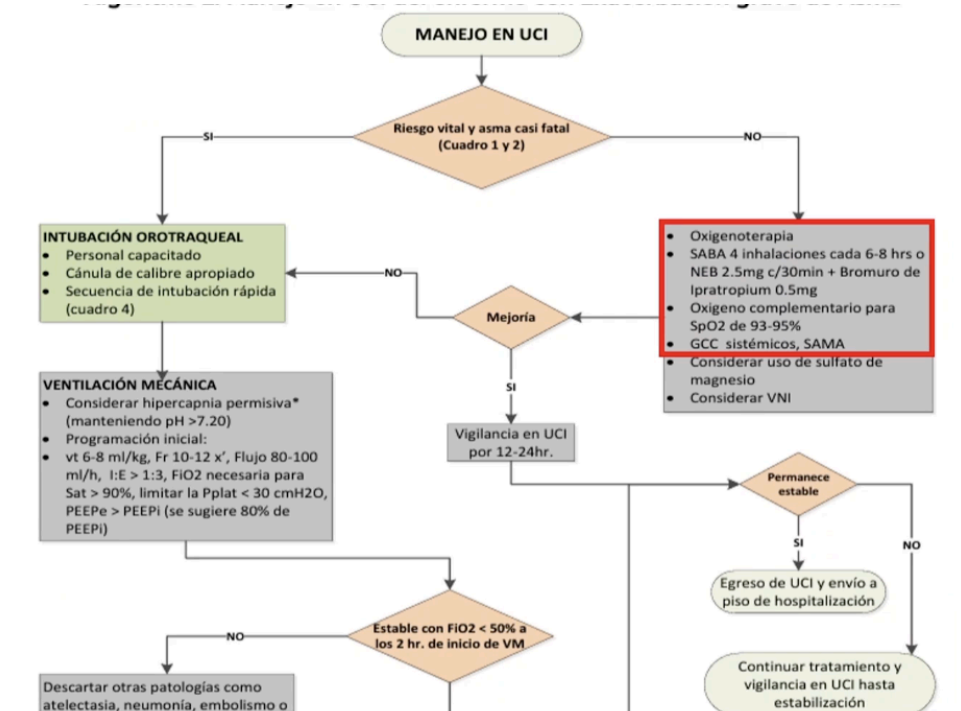 MANEJO EN UCI
Riesgo vital y asma casi fatal
(Cuadro 1 y 2)
SI
NO
INTUBACIÓN OROTRAQUEAL
• Personal capacitado
• Cánula de calibre apropiado
• Secuencia de intubación rápida
(cuadro 4)
NO
Mejoría
• Oxigenoterapia
• SABA 4 inhalaciones cada 6-8 hrs o
NEB 2.5mg c/30min + Bromuro de
Ipratropium 0.5mg
• Oxigeno complementario para
SpO2 de 93-95%
• GCC sistémicos, SAMA
• Considerar uso de sulfato de
magnesio
• Considerar VNI
VENTILACIÓN MECÁNICA
• Considerar hipercapnia permisiva*
(manteniendo pH >7.20)
• Programación inicial:
• vt 6-8 ml/kg, Fr 10-12 x’, Flujo 80-100
ml/h, I:E > 1:3, FiO2 necesaria para
Sat > 90%, limitar la Pplat < 30 cmH2O,
PEEPe > PEEPi (se sugiere 80% de
PEEPi)
SI
Vigilancia en UCI
por 12-24hr.
Permanece
estable
SI
NO
Egreso de UCI y envío a
piso de hospitalización
Estable con FiO2 < 50% a
los 2 hr. de inicio de VM
NO
Continuar tratamiento y
vigilancia en UCI hasta
estabilización
Descartar otras patologías como
atelectasia, neumonía, embolismo o